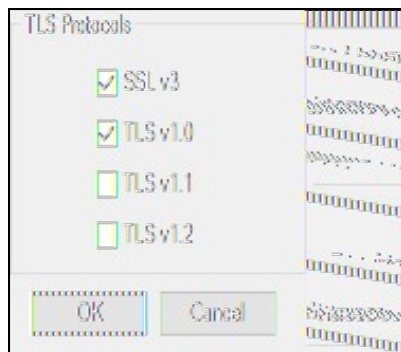 TLS Protocols
SSL v3
TLS v1.0
TLS v1.1
TLS v1.2
OK
Cancel